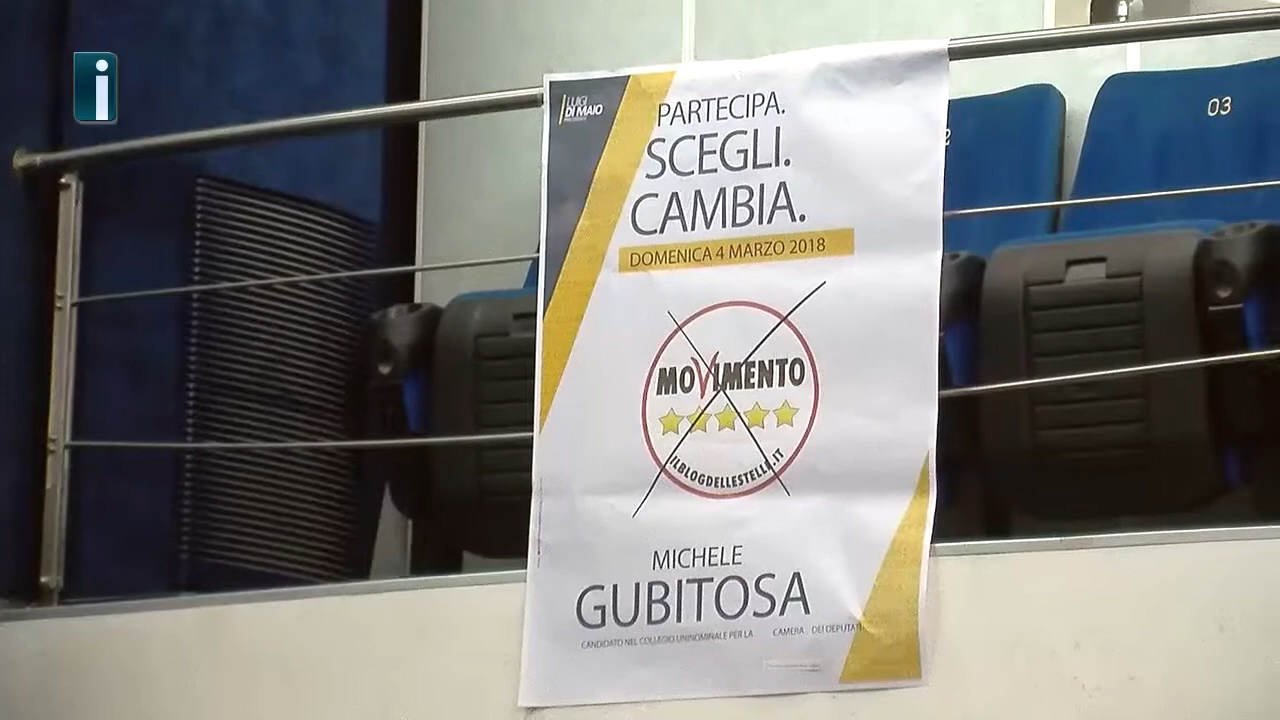 i
LUIGI
DI MAIO
PARTECIPA.
SCEGLI.
CAMBIA.
DOMENICA 4 MARZO 2018
MOVIMENTO
ILBLOGDELLESTELLE.IT
MICHELE
GUBITOSA
CANDIDATO NEL COLLEGIO UNINOMINALE PER LA CAMERA DEI DEPUTATI
2
03